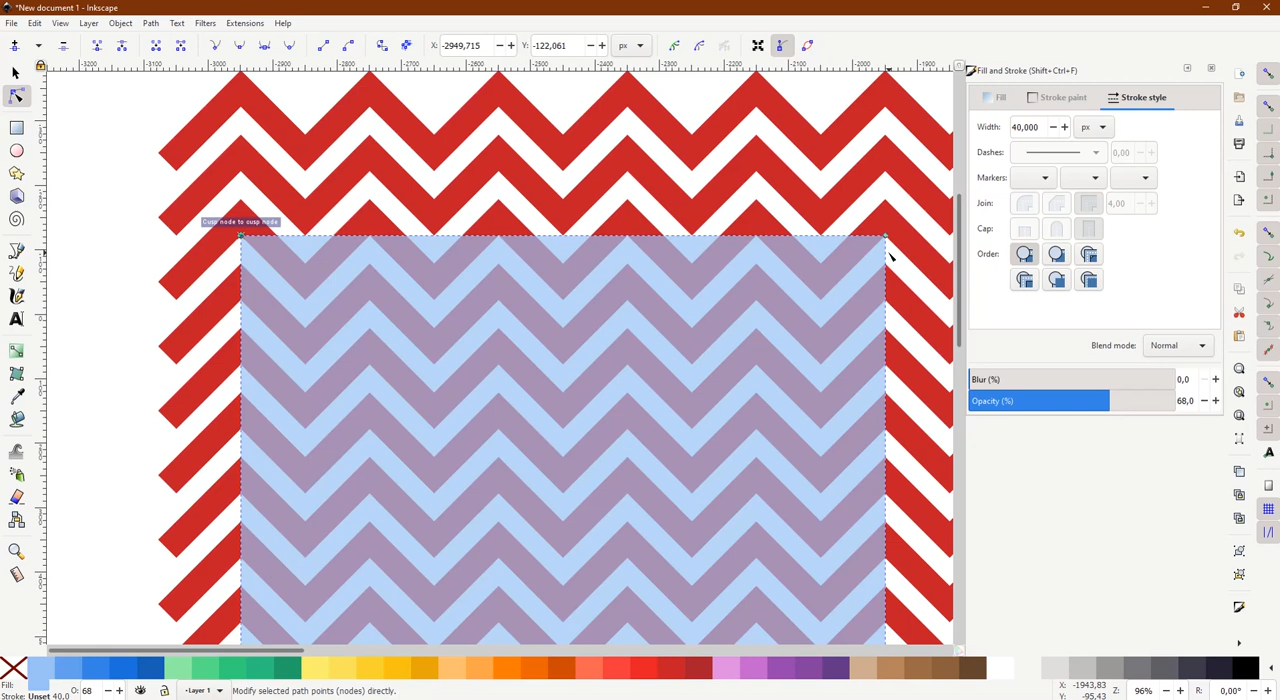 *New document 1 - Inkscape
File Edit View Layer Object Path Text Filters Extensions Help
X: -2949,715 Y: -122,061 px
-3200 -3100 -3000 -2900 -2800 -2700 -2600 -2500 -2400 -2300 -2200 -2100 -2000 -1900
Cusp node to cusp node
Fill and Stroke (Shift+Ctrl+F)
Fill Stroke paint Stroke style
Width: 40,000 px
Dashes: 0,00
Markers:
Join: 4,00
Cap:
Order:
Blend mode: Normal
Blur (%) 0,0
Opacity (%) 68,0
Fill:
Stroke: Unset 40,0
O: 68
Layer 1
Modify selected path points (nodes) directly.
X: -1943,83
Y: -95,43
Z: 96% R: 0,00°